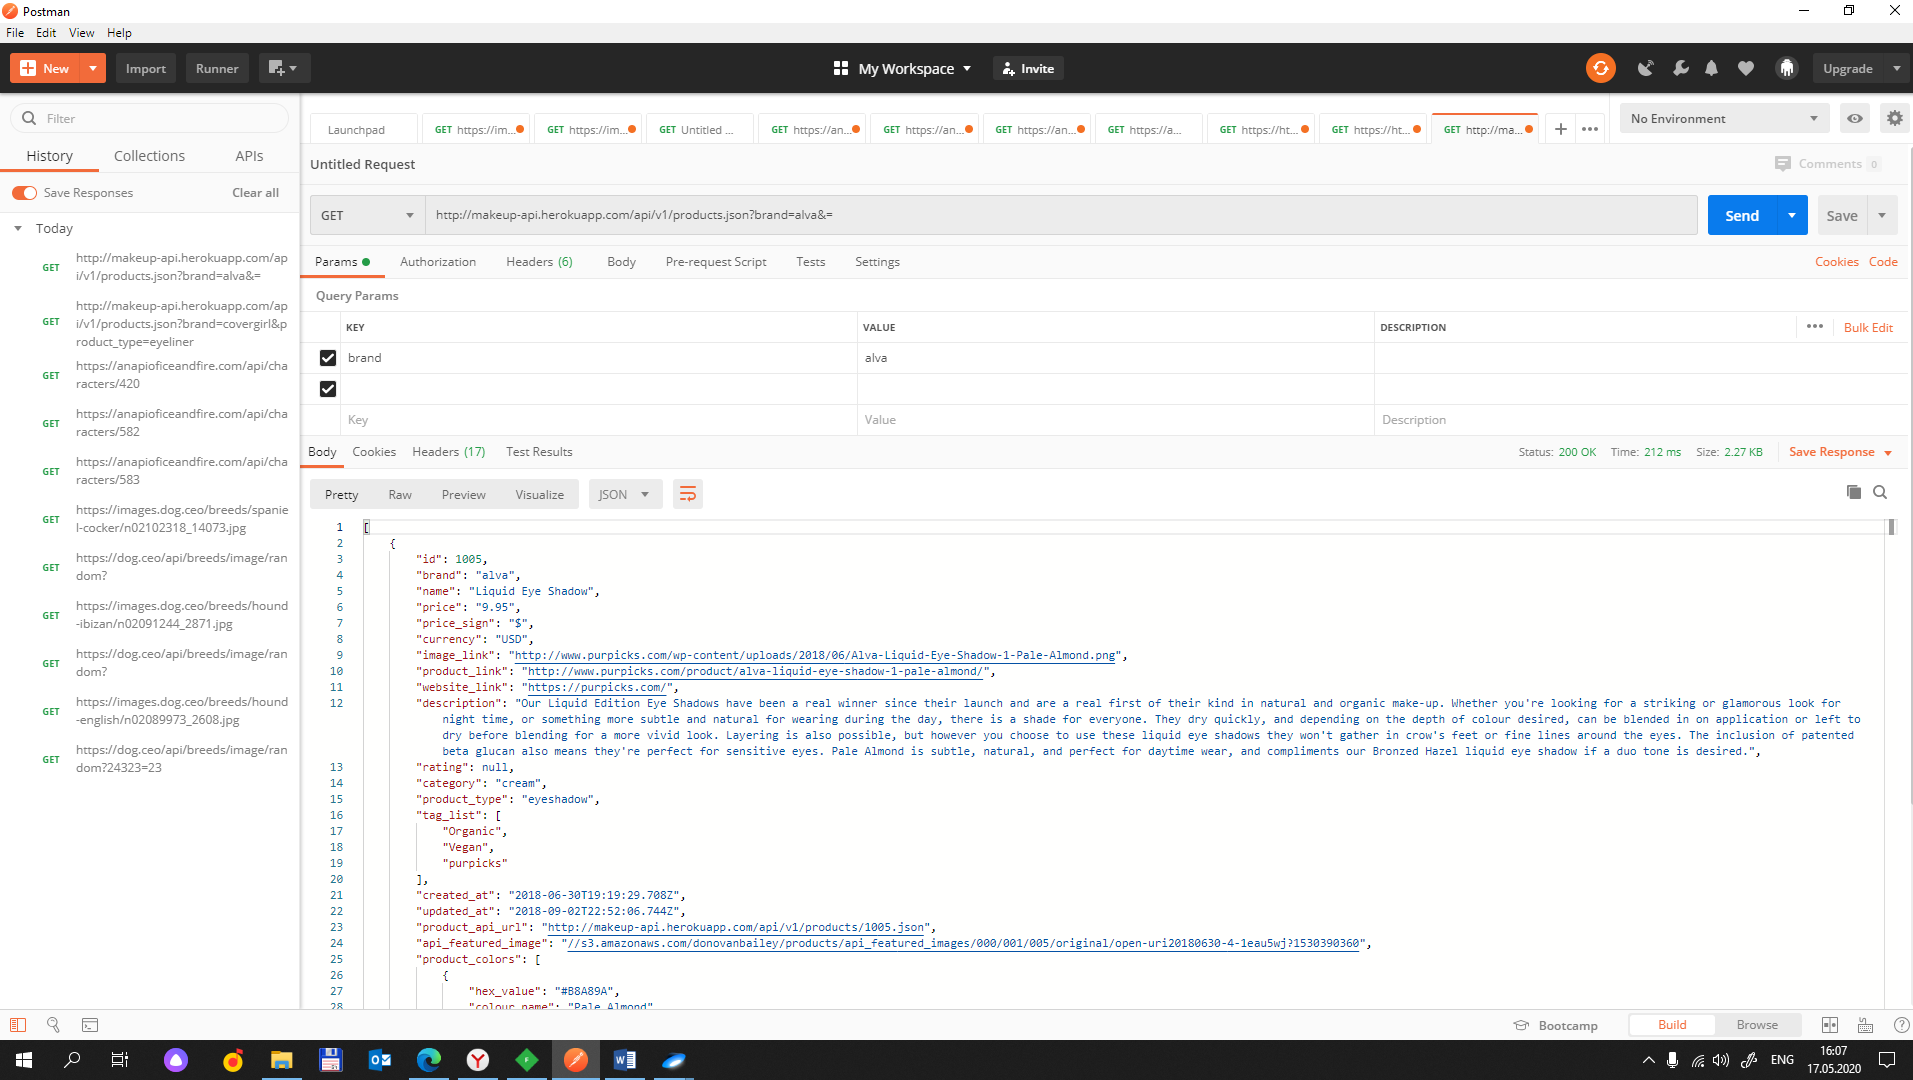 Postman
File Edit View Help
New Import Runner My Workspace Invite Upgrade
Filter
History Collections APIs
Save Responses Clear all
Today
GET http://makeup-api.herokuapp.com/ap
i/v1/products.json?brand=alva&=
GET http://makeup-api.herokuapp.com/ap
i/v1/products.json?brand=covergirl&p
roduct_type=eyeliner
GET https://anapioficeandfire.com/api/cha
racters/420
GET https://anapioficeandfire.com/api/cha
racters/582
GET https://anapioficeandfire.com/api/cha
racters/583
GET https://images.dog.ceo/breeds/spanie
l-cocker/n02102318_14073.jpg
GET https://dog.ceo/api/breeds/image/ran
dom?
GET https://images.dog.ceo/breeds/hound
-ibizan/n02091244_2871.jpg
GET https://dog.ceo/api/breeds/image/ran
dom?
GET https://images.dog.ceo/breeds/hound
-english/n02089973_2608.jpg
GET https://dog.ceo/api/breeds/image/ran
dom?24323=23
Launchpad GET https://im... GET https://im... GET Untitled ... GET https://an... GET https://an... GET https://an... GET https://a... GET https://ht... GET https://ht... GET http://ma... + ••• No Environment
Untitled Request Comments 0
GET http://makeup-api.herokuapp.com/api/v1/products.json?brand=alva&= Send Save
Params Authorization Headers (6) Body Pre-request Script Tests Settings Cookies Code
Query Params
KEY VALUE DESCRIPTION ••• Bulk Edit
brand alva
Key Value Description
Body Cookies Headers (17) Test Results Status: 200 OK Time: 212 ms Size: 2.27 KB Save Response
Pretty Raw Preview Visualize JSON
1 [
2 {
3 "id": 1005,
4 "brand": "alva",
5 "name": "Liquid Eye Shadow",
6 "price": "9.95",
7 "price_sign": "$",
8 "currency": "USD",
9 "image_link": "http://www.purpicks.com/wp-content/uploads/2018/06/Alva-Liquid-Eye-Shadow-1-Pale-Almond.png",
10 "product_link": "http://www.purpicks.com/product/alva-liquid-eye-shadow-1-pale-almond/",
11 "website_link": "https://purpicks.com/",
12 "description": "Our Liquid Edition Eye Shadows have been a real winner since their launch and are a real first of their kind in natural and organic make-up. Whether you're looking for a striking or glamorous look for
night time, or something more subtle and natural for wearing during the day, there is a shade for everyone. They dry quickly, and depending on the depth of colour desired, can be blended in on application or left to
dry before blending for a more vivid look. Layering is also possible, but however you choose to use these liquid eye shadows they won't gather in crow's feet or fine lines around the eyes. The inclusion of patented
beta glucan also means they're perfect for sensitive eyes. Pale Almond is subtle, natural, and perfect for daytime wear, and compliments our Bronzed Hazel liquid eye shadow if a duo tone is desired.",
13 "rating": null,
14 "category": "cream",
15 "product_type": "eyeshadow",
16 "tag_list": [
17 "Organic",
18 "Vegan",
19 "purpicks"
20 ],
21 "created_at": "2018-06-30T19:19:29.708Z",
22 "updated_at": "2018-09-02T22:52:06.744Z",
23 "product_api_url": "http://makeup-api.herokuapp.com/api/v1/products/1005.json",
24 "api_featured_image": "//s3.amazonaws.com/donovanbailey/products/api_featured_images/000/001/005/original/open-uri20180630-4-1eau5wj?1530390360",
25 "product_colors": [
26 {
27 "hex_value": "#B8A89A",
28 "colour_name": "Pale Almond"
Bootcamp Build Browse
ENG 16:07
17.05.2020